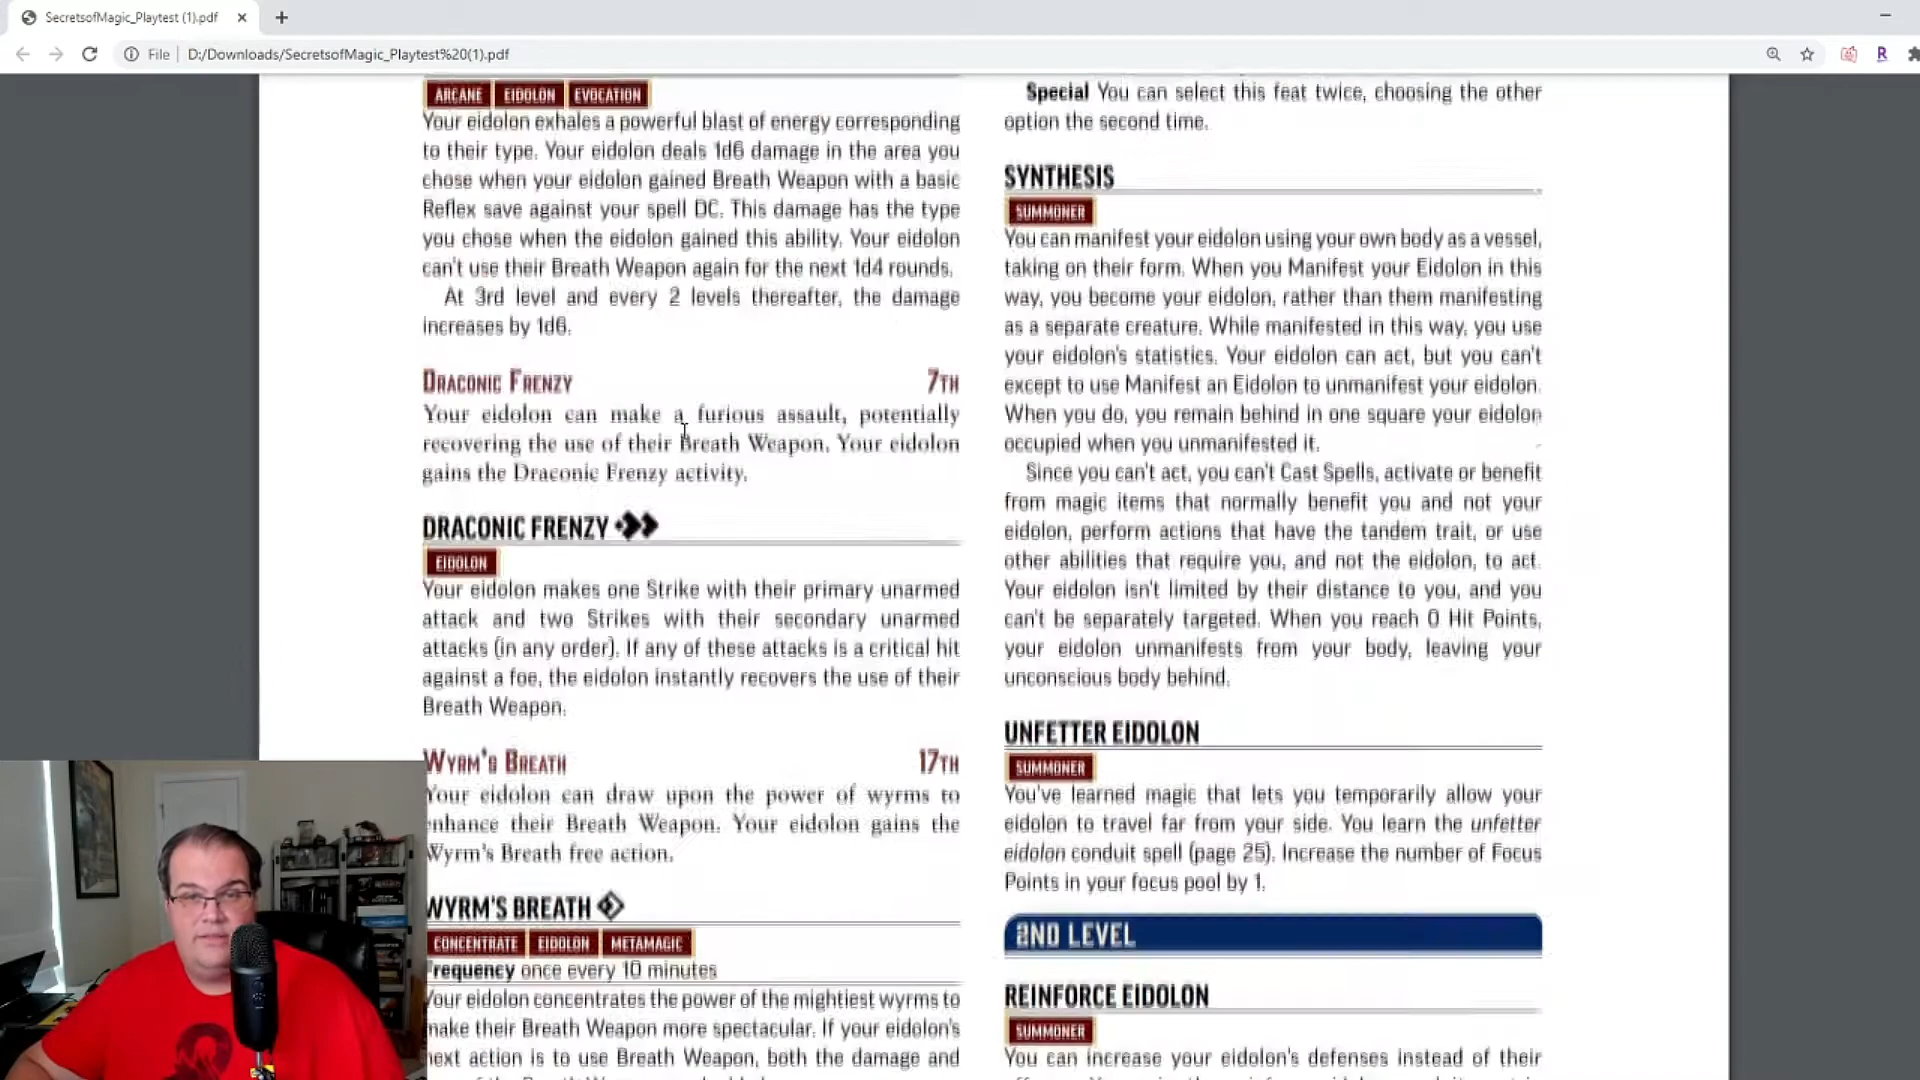 SecretsofMagic_Playtest (1).pdf
File | D:/Downloads/SecretsofMagic_Playtest%20(1).pdf
ARCANE EIDOLON EVOCATION
Your eidolon exhales a powerful blast of energy corresponding
to their type. Your eidolon deals 1d6 damage in the area you
chose when your eidolon gained Breath Weapon with a basic
Reflex save against your spell DC. This damage has the type
you chose when the eidolon gained this ability. Your eidolon
can't use their Breath Weapon again for the next 1d4 rounds.
At 3rd level and every 2 levels thereafter, the damage
increases by 1d6.
DRACONIC FRENZY 7TH
Your eidolon can make a furious assault, potentially
recovering the use of their Breath Weapon. Your eidolon
gains the Draconic Frenzy activity.
DRACONIC FRENZY
EIDOLON
Your eidolon makes one Strike with their primary unarmed
attack and two Strikes with their secondary unarmed
attacks (in any order). If any of these attacks is a critical hit
against a foe, the eidolon instantly recovers the use of their
Breath Weapon.
WYRM'S BREATH 17TH
Your eidolon can draw upon the power of wyrms to
enhance their Breath Weapon. Your eidolon gains the
Wyrm's Breath free action.
WYRM'S BREATH
CONCENTRATE EIDOLON METAMAGIC
Frequency once every 10 minutes
Your eidolon concentrates the power of the mightiest wyrms to
make their Breath Weapon more spectacular. If your eidolon's
next action is to use Breath Weapon, both the damage and
Special You can select this feat twice, choosing the other
option the second time.
SYNTHESIS
SUMMONER
You can manifest your eidolon using your own body as a vessel,
taking on their form. When you Manifest your Eidolon in this
way, you become your eidolon, rather than them manifesting
as a separate creature. While manifested in this way, you use
your eidolon's statistics. Your eidolon can act, but you can't
except to use Manifest an Eidolon to unmanifest your eidolon.
When you do, you remain behind in one square your eidolon
occupied when you unmanifested it.
Since you can't act, you can't Cast Spells, activate or benefit
from magic items that normally benefit you and not your
eidolon, perform actions that have the tandem trait, or use
other abilities that require you, and not the eidolon, to act.
Your eidolon isn't limited by their distance to you, and you
can't be separately targeted. When you reach 0 Hit Points,
your eidolon unmanifests from your body, leaving your
unconscious body behind.
UNFETTER EIDOLON
SUMMONER
You've learned magic that lets you temporarily allow your
eidolon to travel far from your side. You learn the unfetter
eidolon conduit spell (page 25). Increase the number of Focus
Points in your focus pool by 1.
2ND LEVEL
REINFORCE EIDOLON
SUMMONER
You can increase your eidolon's defenses instead of their